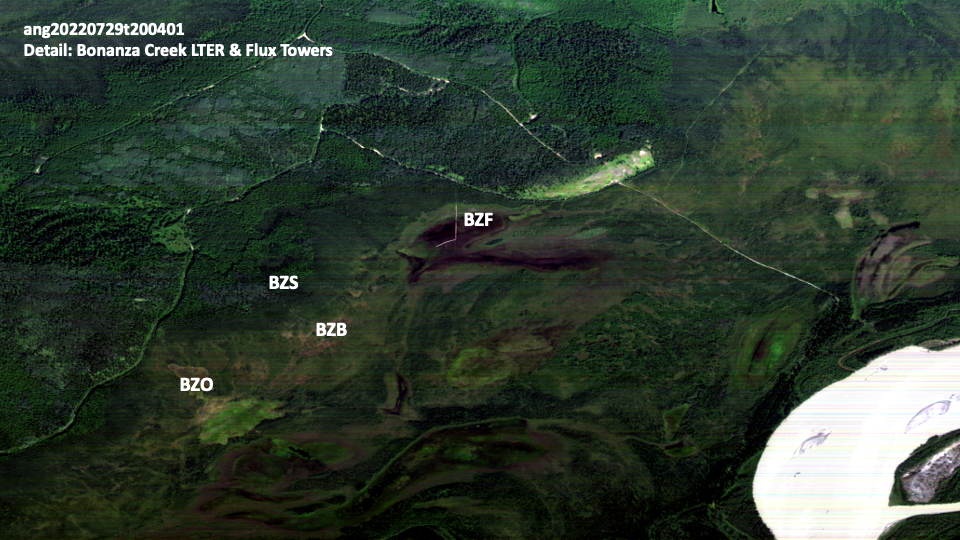 ang20220729t200401
Detail: Bonanza Creek LTER & Flux Towers
BZF
BZS
BZB
BZO